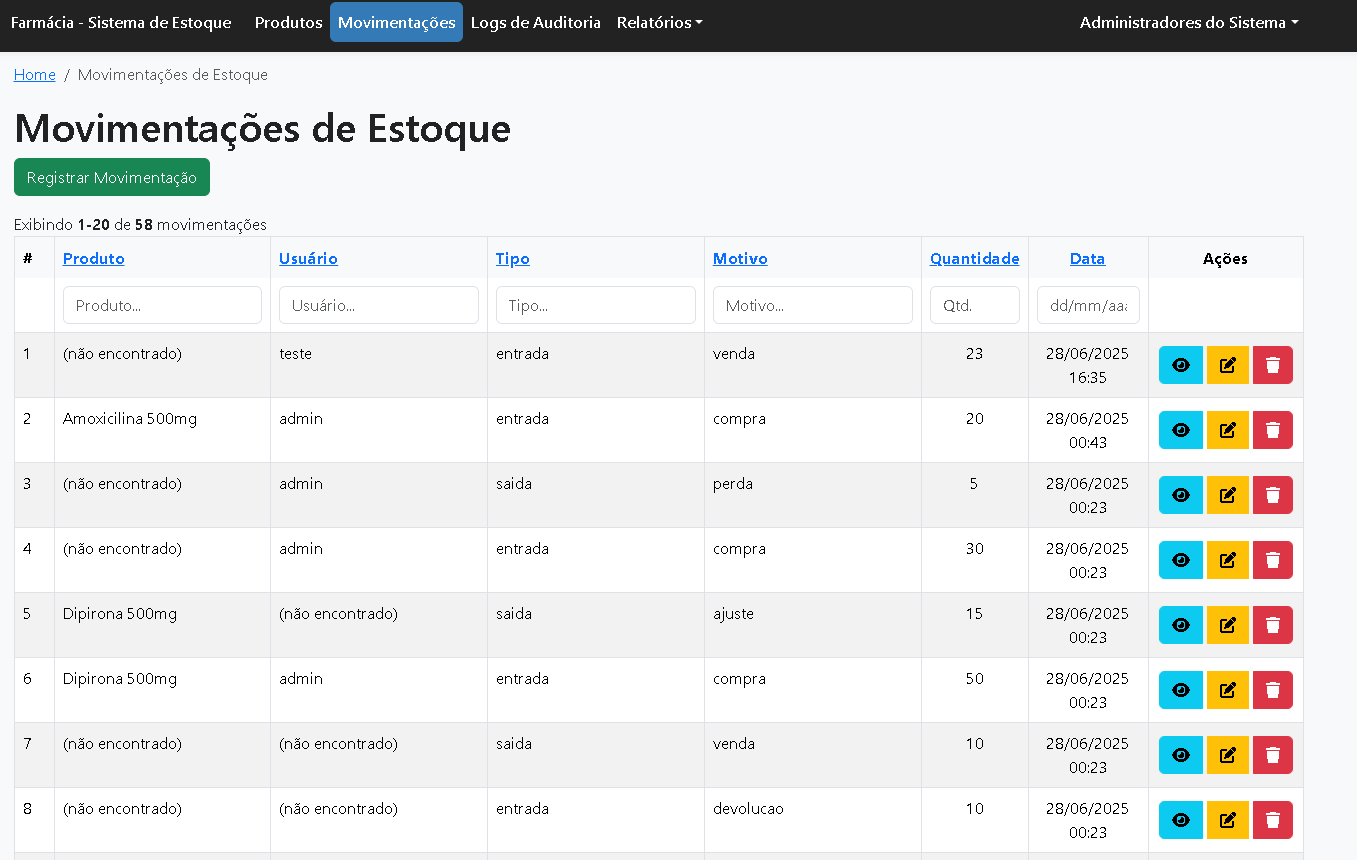 Farmácia - Sistema de Estoque Produtos Movimentações Logs de Auditoria Relatórios Administradores do Sistema
Home / Movimentações de Estoque
Movimentações de Estoque
Registrar Movimentação
Exibindo 1-20 de 58 movimentações
# Produto Usuário Tipo Motivo Quantidade Data Ações
Produto... Usuário... Tipo... Motivo... Qtd. dd/mm/aaa
1 (não encontrado) teste entrada venda 23 28/06/2025
16:35
2 Amoxicilina 500mg admin entrada compra 20 28/06/2025
00:43
3 (não encontrado) admin saida perda 5 28/06/2025
00:23
4 (não encontrado) admin entrada compra 30 28/06/2025
00:23
5 Dipirona 500mg (não encontrado) saida ajuste 15 28/06/2025
00:23
6 Dipirona 500mg admin entrada compra 50 28/06/2025
00:23
7 (não encontrado) (não encontrado) saida venda 10 28/06/2025
00:23
8 (não encontrado) (não encontrado) entrada devolucao 10 28/06/2025
00:23